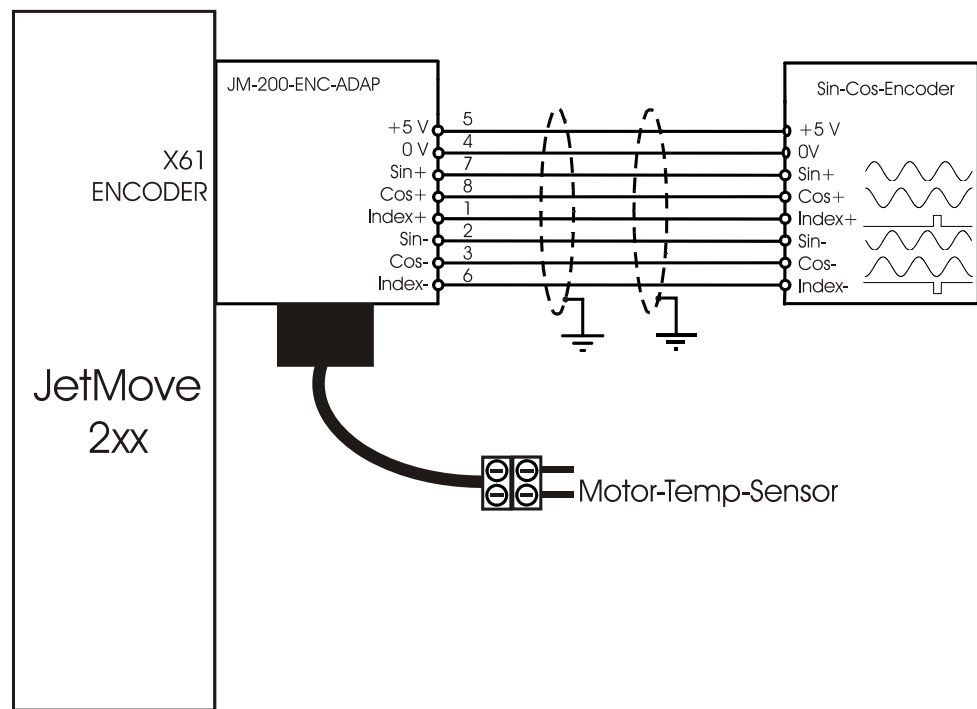 JM-200-ENC-ADAP
Sin-Cos-Encoder
X61
ENCODER
+5 V 5 +5 V
0 V 4 0V
Sin+ 7 Sin+
Cos+ 8 Cos+
Index+ 1 Index+
Sin- 2 Sin-
Cos- 3 Cos-
Index- 6 Index-
JetMove
2xx
Motor-Temp-Sensor